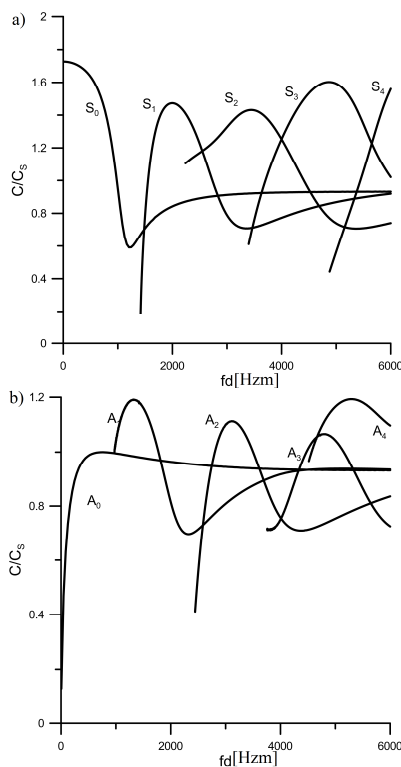 a)
2
1.6
1.2
0.8
0.4
0
C/C_S
S_0
S_1
S_2
S_3
S_4
0
2000
4000
6000
fd[Hzm]
b)
1.2
0.8
0.4
0
C/C_S
A_0
A_2
A_3
A_4
0
2000
4000
6000
fd[Hzm]